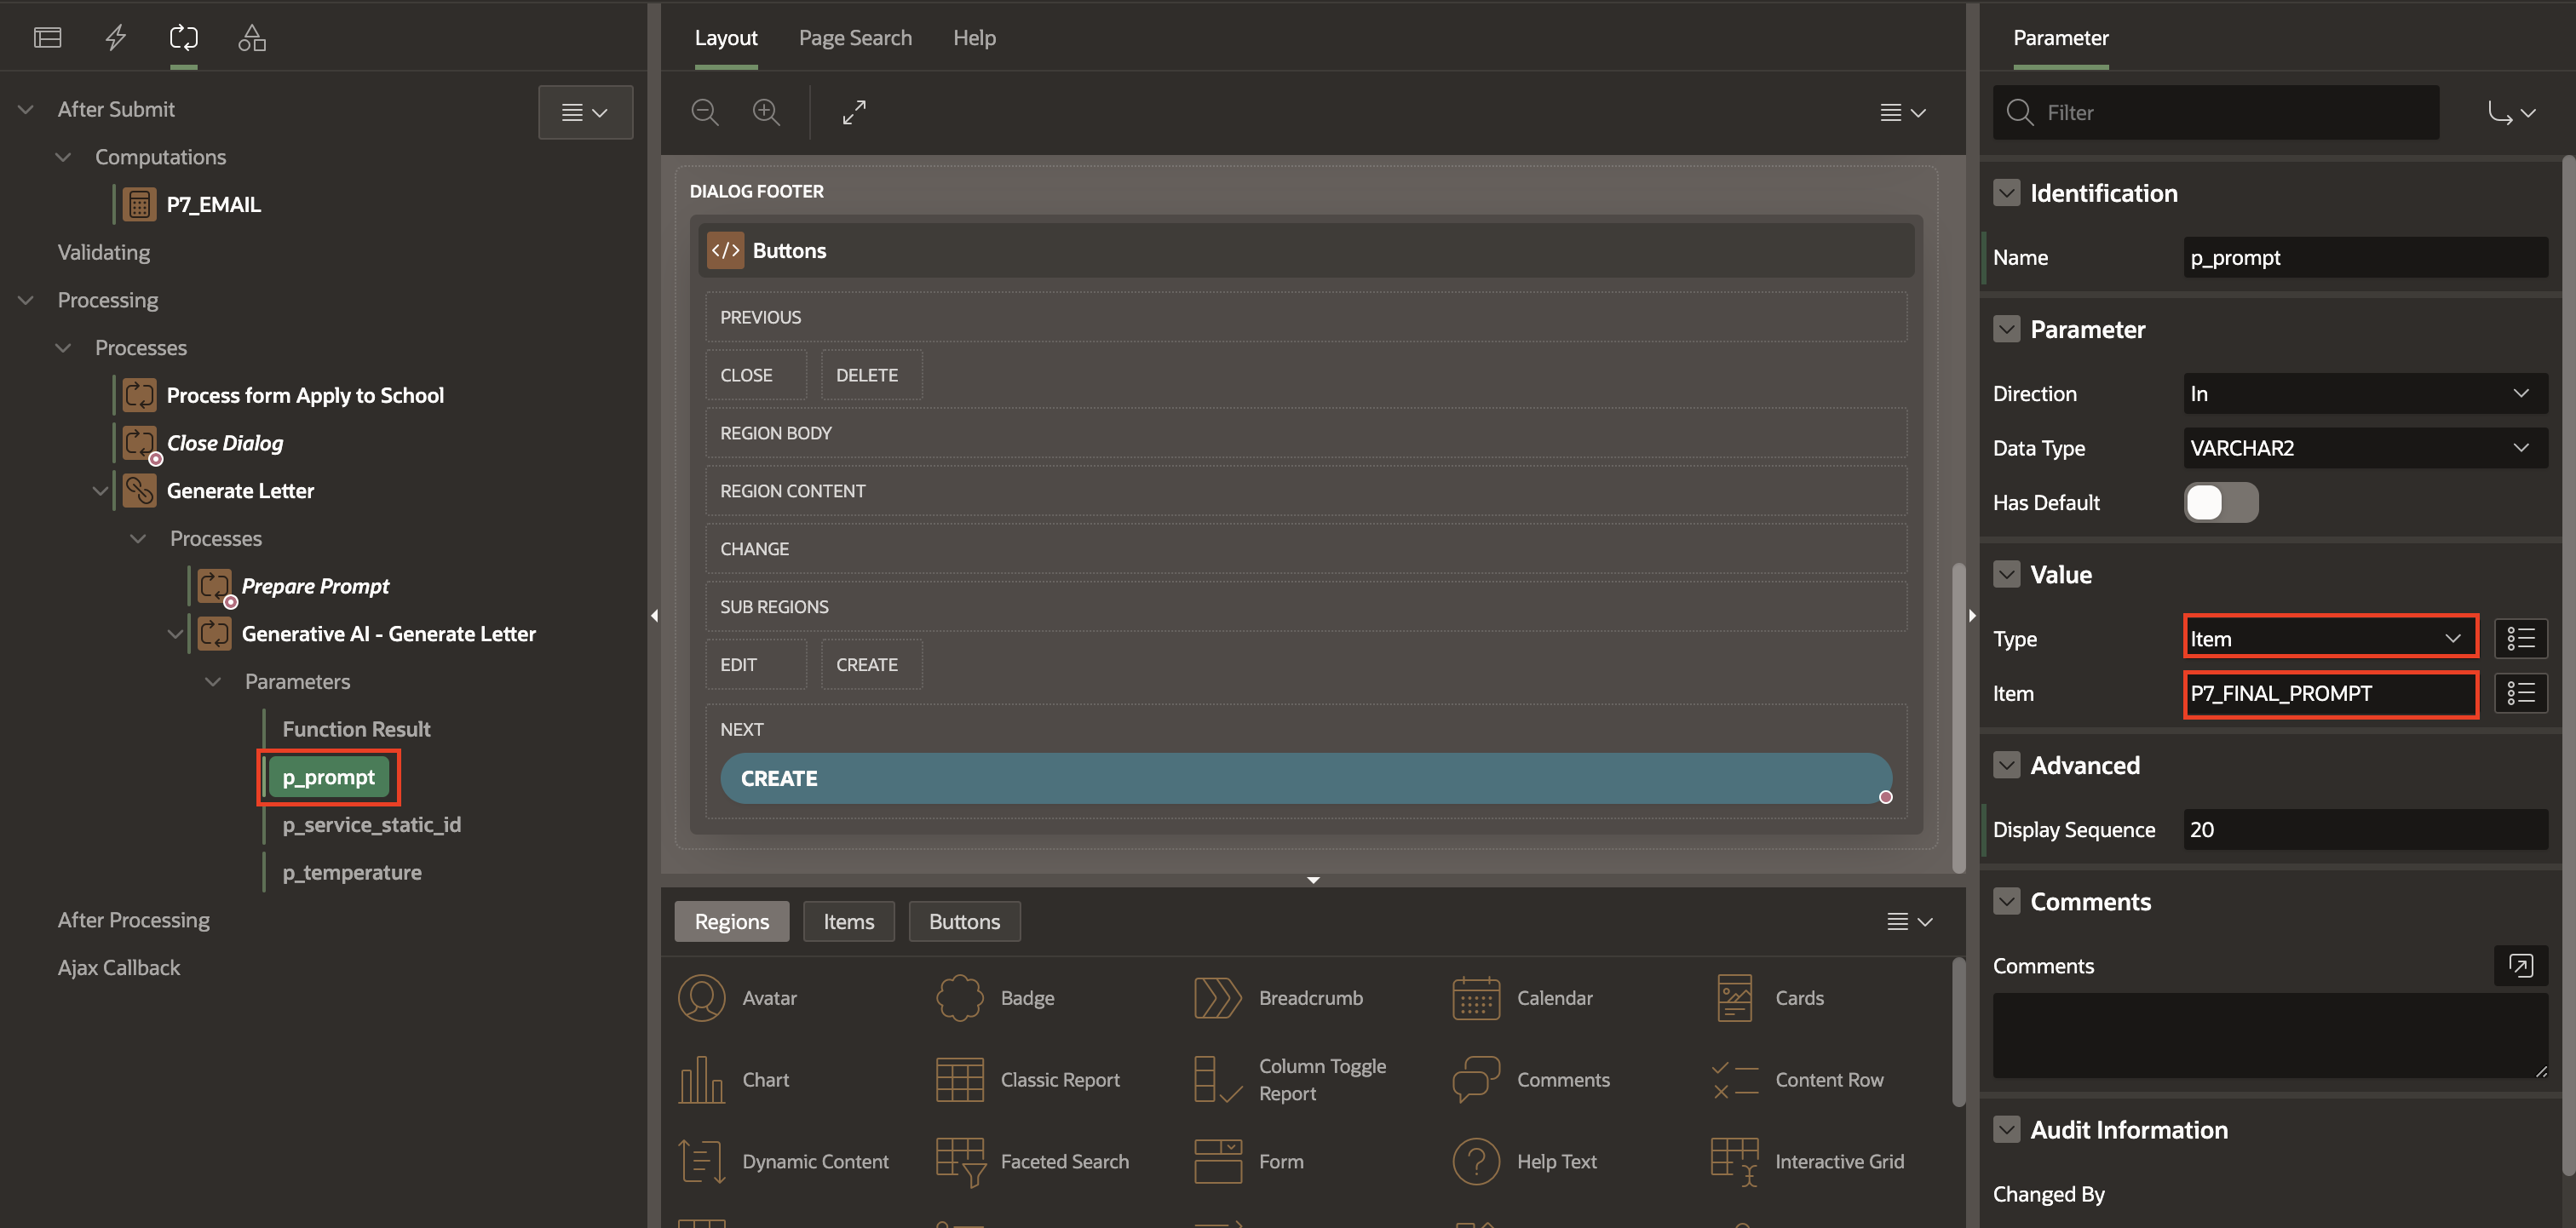 After Submit
Computations
P7_EMAIL
Validating
Processing
Processes
Process form Apply to School
Close Dialog
Generate Letter
Processes
Prepare Prompt
Generative AI - Generate Letter
Parameters
Function Result
p_prompt
p_service_static_id
p_temperature
After Processing
Ajax Callback
Layout
Page Search
Help
DIALOG FOOTER
Buttons
PREVIOUS
CLOSE
DELETE
REGION BODY
REGION CONTENT
CHANGE
SUB REGIONS
EDIT
CREATE
NEXT
CREATE
Regions
Items
Buttons
Avatar
Badge
Breadcrumb
Calendar
Cards
Chart
Classic Report
Column Toggle
Report
Comments
Content Row
Dynamic Content
Faceted Search
Form
Help Text
Interactive Grid
Parameter
Filter
Identification
Name
p_prompt
Parameter
Direction
In
Data Type
VARCHAR2
Has Default
Value
Type
Item
Item
P7_FINAL_PROMPT
Advanced
Display Sequence
20
Comments
Comments
Audit Information
Changed By